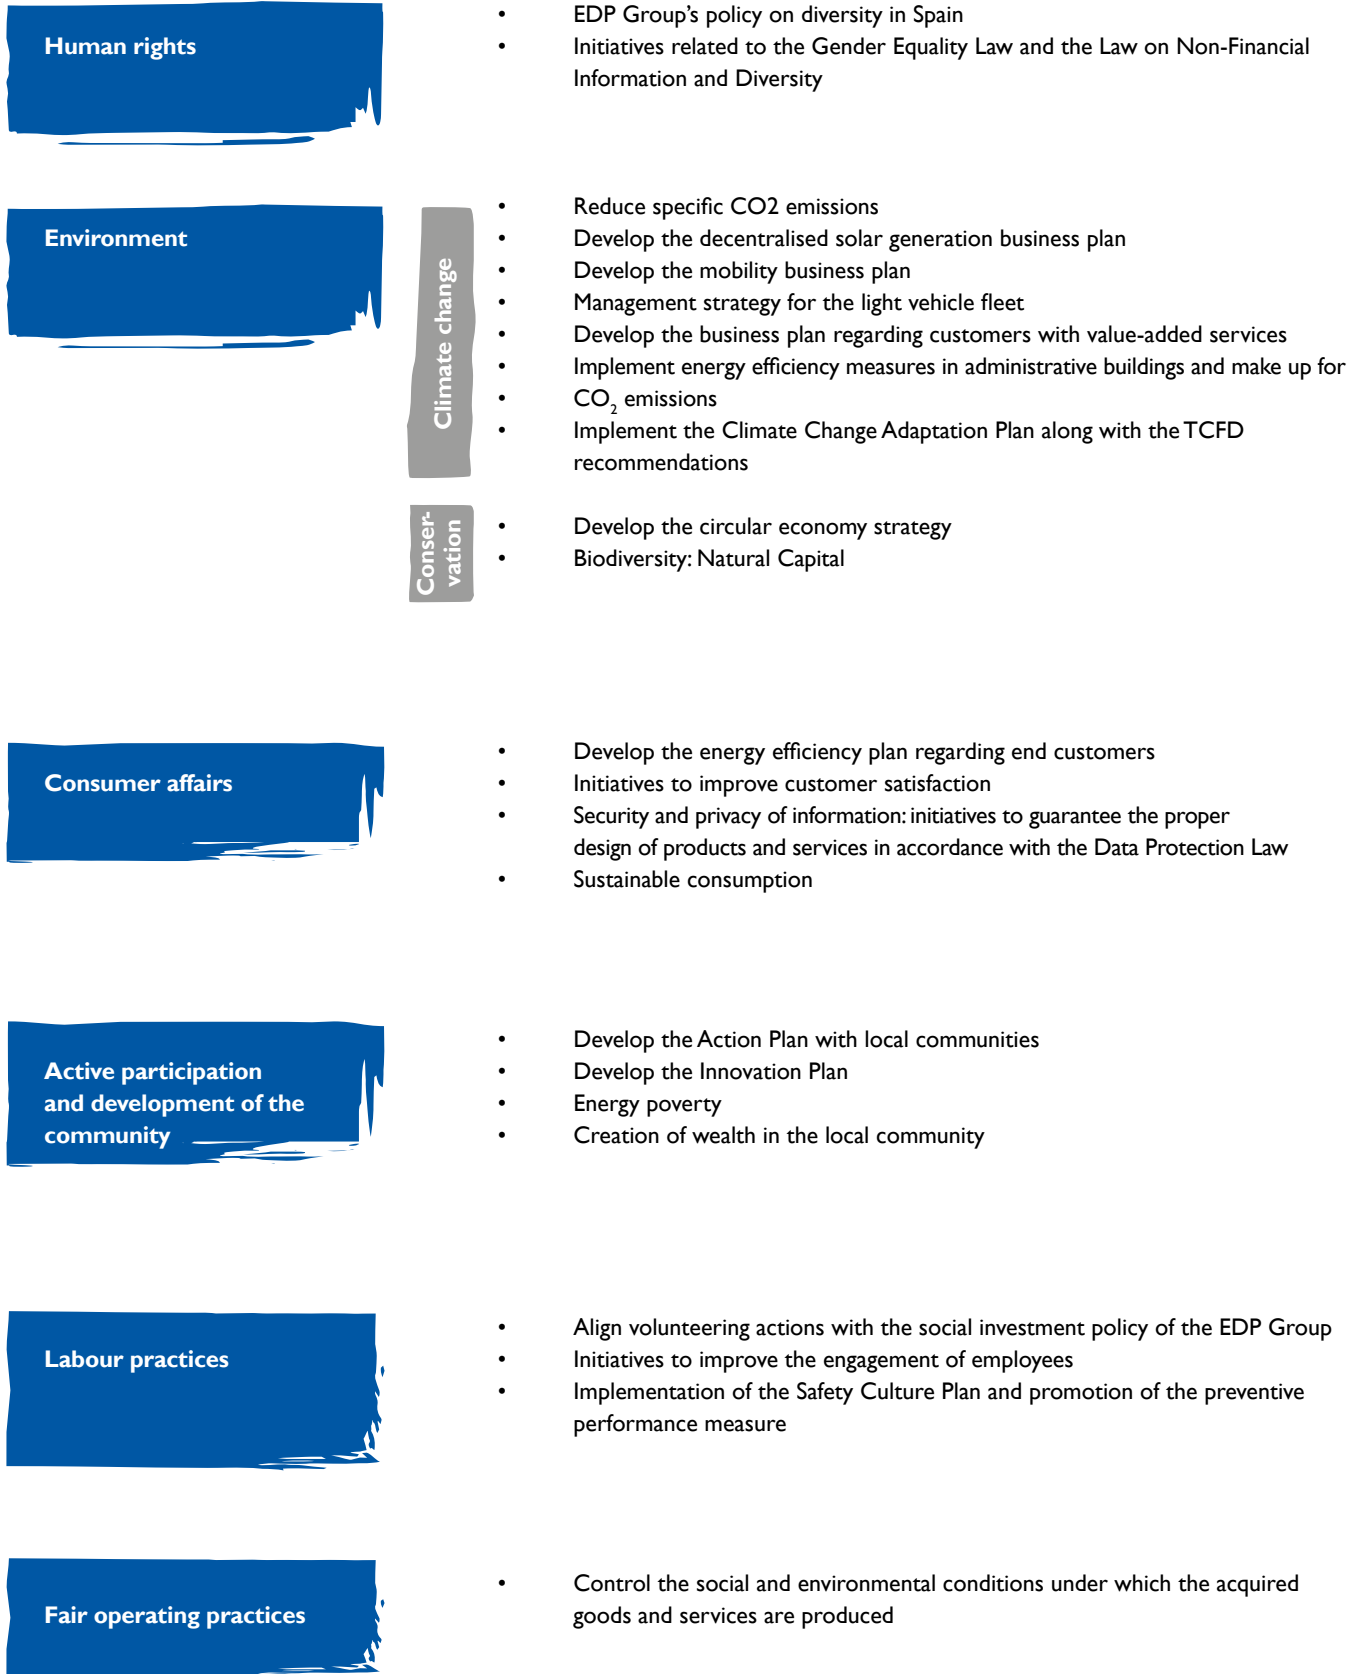 Human rights
• EDP Group’s policy on diversity in Spain
• Initiatives related to the Gender Equality Law and the Law on Non-Financial
Information and Diversity
Environment
Climate change
• Reduce specific CO2 emissions
• Develop the decentralised solar generation business plan
• Develop the mobility business plan
• Management strategy for the light vehicle fleet
• Develop the business plan regarding customers with value-added services
• Implement energy efficiency measures in administrative buildings and make up for
• CO₂ emissions
• Implement the Climate Change Adaptation Plan along with the TCFD
recommendations
Conser-
vation
• Develop the circular economy strategy
• Biodiversity: Natural Capital
Consumer affairs
• Develop the energy efficiency plan regarding end customers
• Initiatives to improve customer satisfaction
• Security and privacy of information: initiatives to guarantee the proper
design of products and services in accordance with the Data Protection Law
• Sustainable consumption
Active participation
and development of the
community
• Develop the Action Plan with local communities
• Develop the Innovation Plan
• Energy poverty
• Creation of wealth in the local community
Labour practices
• Align volunteering actions with the social investment policy of the EDP Group
• Initiatives to improve the engagement of employees
• Implementation of the Safety Culture Plan and promotion of the preventive
performance measure
Fair operating practices
• Control the social and environmental conditions under which the acquired
goods and services are produced